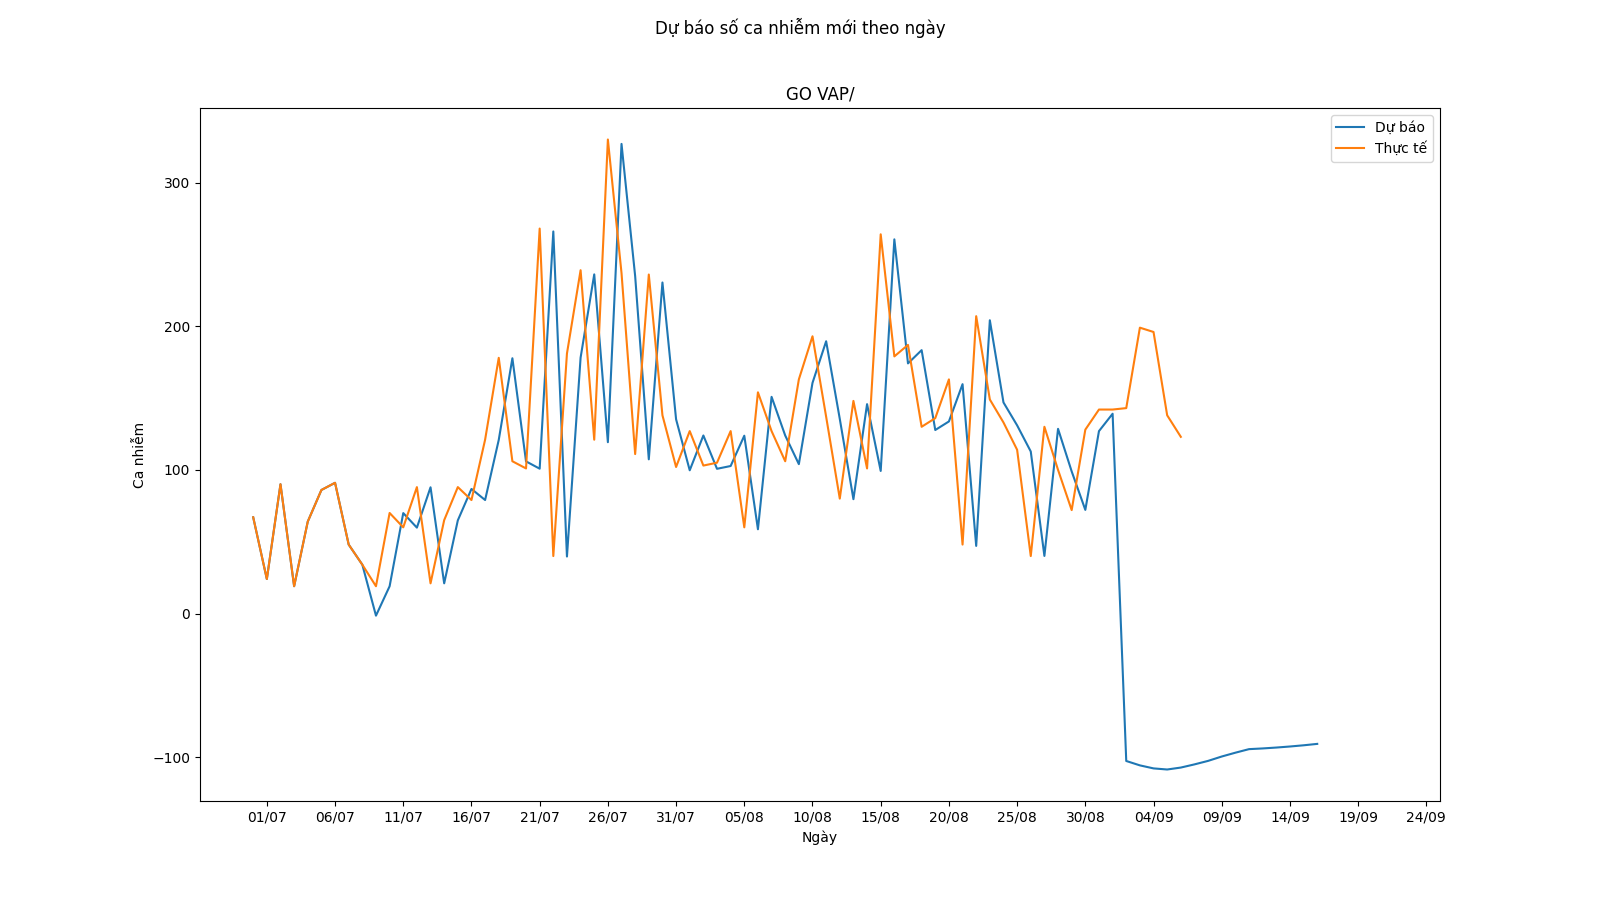 Dự báo số ca nhiễm mới theo ngày
GO VAP/
Dự báo
Thực tế
300
200
100
0
−100
Ca nhiễm
01/07 06/07 11/07 16/07 21/07 26/07 31/07 05/08 10/08 15/08 20/08 25/08 30/08 04/09 09/09 14/09 19/09 24/09
Ngày